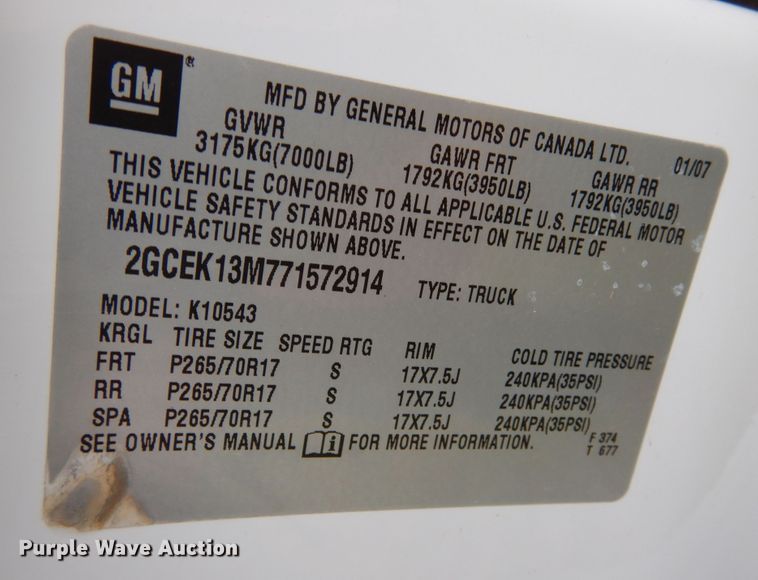 GM ®
MFD BY GENERAL MOTORS OF CANADA LTD. 01/07
GVWR GAWR FRT GAWR RR
3175KG(7000LB) 1792KG(3950LB) 1792KG(3950LB)
THIS VEHICLE CONFORMS TO ALL APPLICABLE U.S. FEDERAL MOTOR
VEHICLE SAFETY STANDARDS IN EFFECT ON THE DATE OF
MANUFACTURE SHOWN ABOVE.
2GCEK13M771572914 TYPE: TRUCK
MODEL: K10543
KRGL TIRE SIZE SPEED RTG RIM COLD TIRE PRESSURE
FRT P265/70R17 S 17X7.5J 240KPA(35PSI)
RR P265/70R17 S 17X7.5J 240KPA(35PSI)
SPA P265/70R17 S 17X7.5J 240KPA(35PSI)
SEE OWNER'S MANUAL i FOR MORE INFORMATION. F 374
T 677
Purple Wave Auction